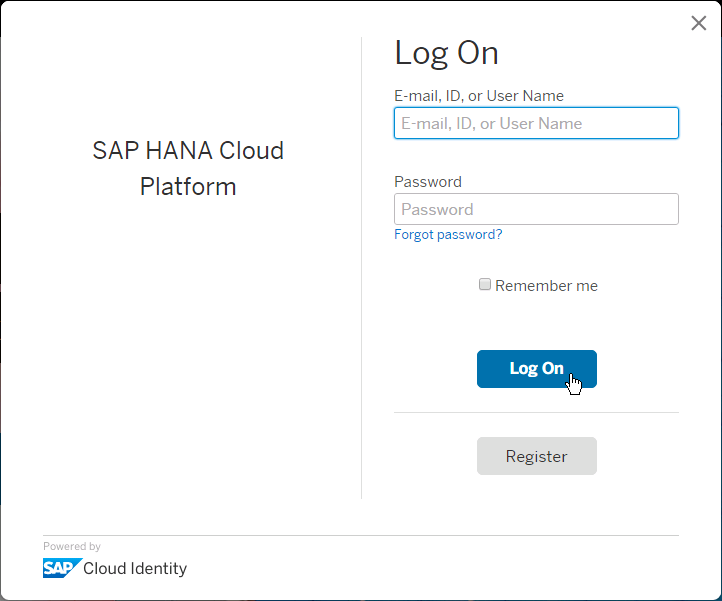 SAP HANA Cloud
Platform
Log On
E-mail, ID, or User Name
E-mail, ID, or User Name
Password
Password
Forgot password?
Remember me
Log On
Register
Powered by
SAP Cloud Identity